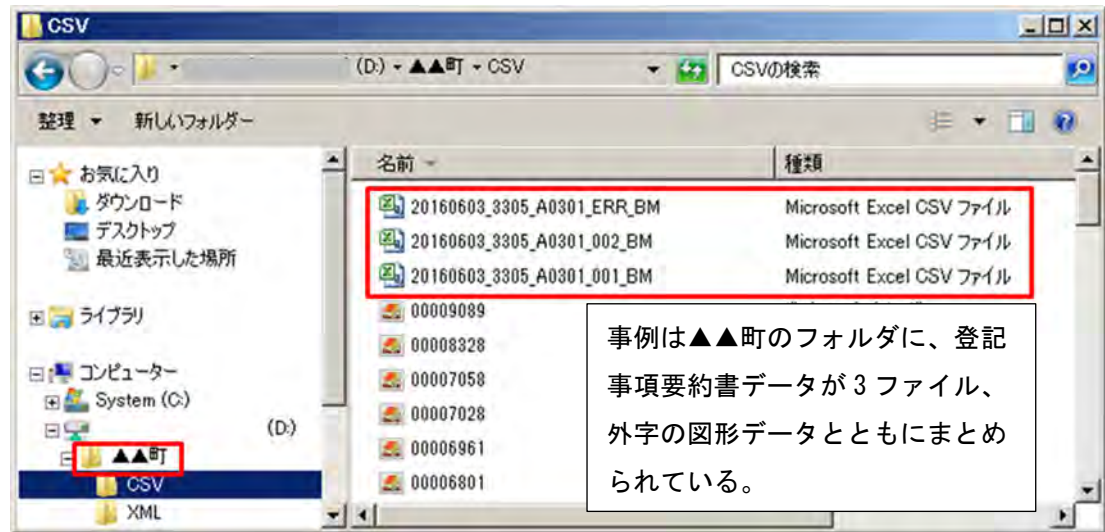 CSV
(D:) ▲▲町 CSV
CSVの検索
整理 新しいフォルダー
お気に入り
ダウンロード
デスクトップ
最近表示した場所
ライブラリ
コンピューター
System (C:)
(D:)
▲▲町
CSV
XML
名前 種類
20160603_3305_A0301_ERR_BM Microsoft Excel CSV ファイル
20160603_3305_A0301_002_BM Microsoft Excel CSV ファイル
20160603_3305_A0301_001_BM Microsoft Excel CSV ファイル
00009089
00008328
00007058
00007028
00006961
00006801
事例は▲▲町のフォルダに、登記
事項要約書データが3ファイル、
外字の図形データとともにまとめ
られている。